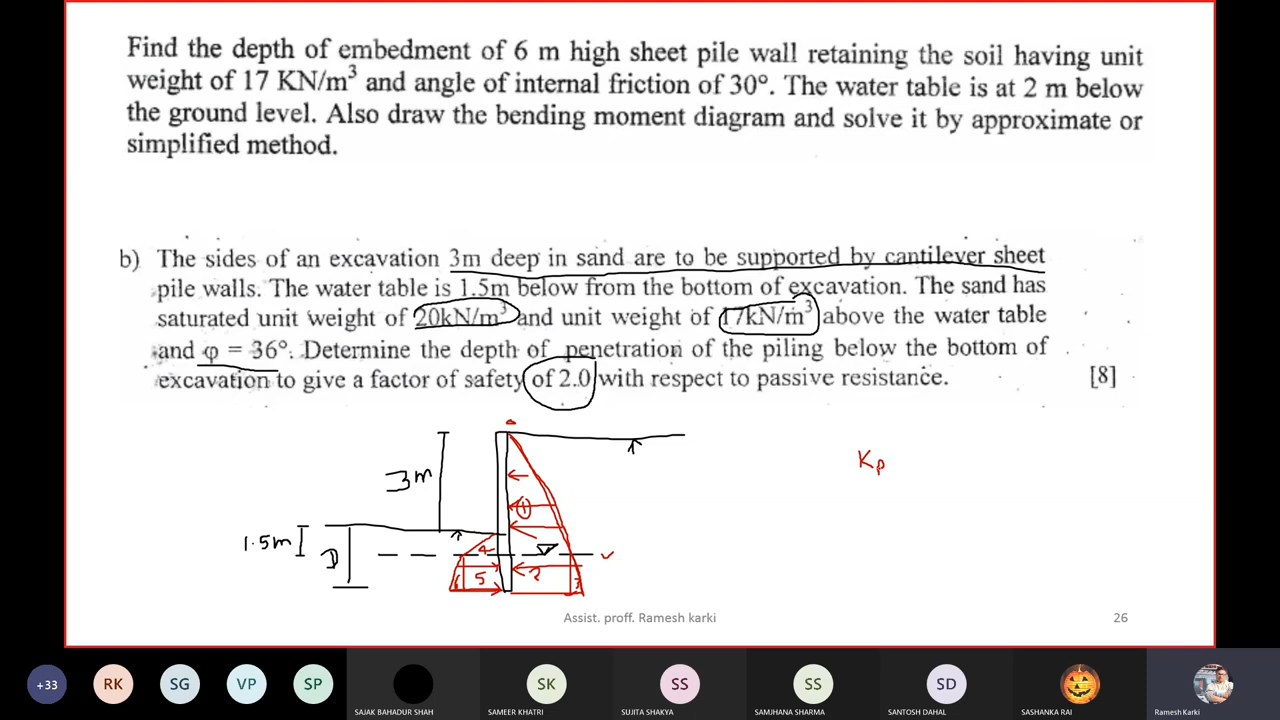 Find the depth of embedment of 6 m high sheet pile wall retaining the soil having unit
weight of 17 KN/m³ and angle of internal friction of 30°. The water table is at 2 m below
the ground level. Also draw the bending moment diagram and solve it by approximate or
simplified method.
b) The sides of an excavation 3m deep in sand are to be supported by cantilever sheet
pile walls. The water table is 1.5m below from the bottom of excavation. The sand has
saturated unit weight of 20kN/m³ and unit weight of 17kN/m³ above the water table
and φ = 36°. Determine the depth of penetration of the piling below the bottom of
excavation to give a factor of safety of 2.0 with respect to passive resistance. [8]
Kp
3m
1
1.5m
D
4
5
2
3
Assist. proff. Ramesh karki
26
+33
RK
SG
VP
SP
SK
SS
SS
SD
SAJAK BAHADUR SHAH
SAMEER KHATRI
SUJITA SHAKYA
SAMJHANA SHARMA
SANTOSH DAHAL
SASHANKA RAI
Ramesh Karki